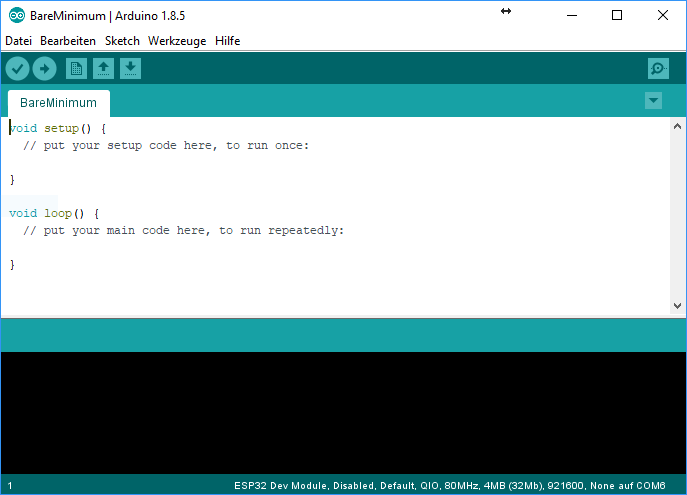 BareMinimum | Arduino 1.8.5
Datei Bearbeiten Sketch Werkzeuge Hilfe
BareMinimum
void setup() {
// put your setup code here, to run once:
}
void loop() {
// put your main code here, to run repeatedly:
}
1 ESP32 Dev Module, Disabled, Default, QIO, 80MHz, 4MB (32Mb), 921600, None auf COM6